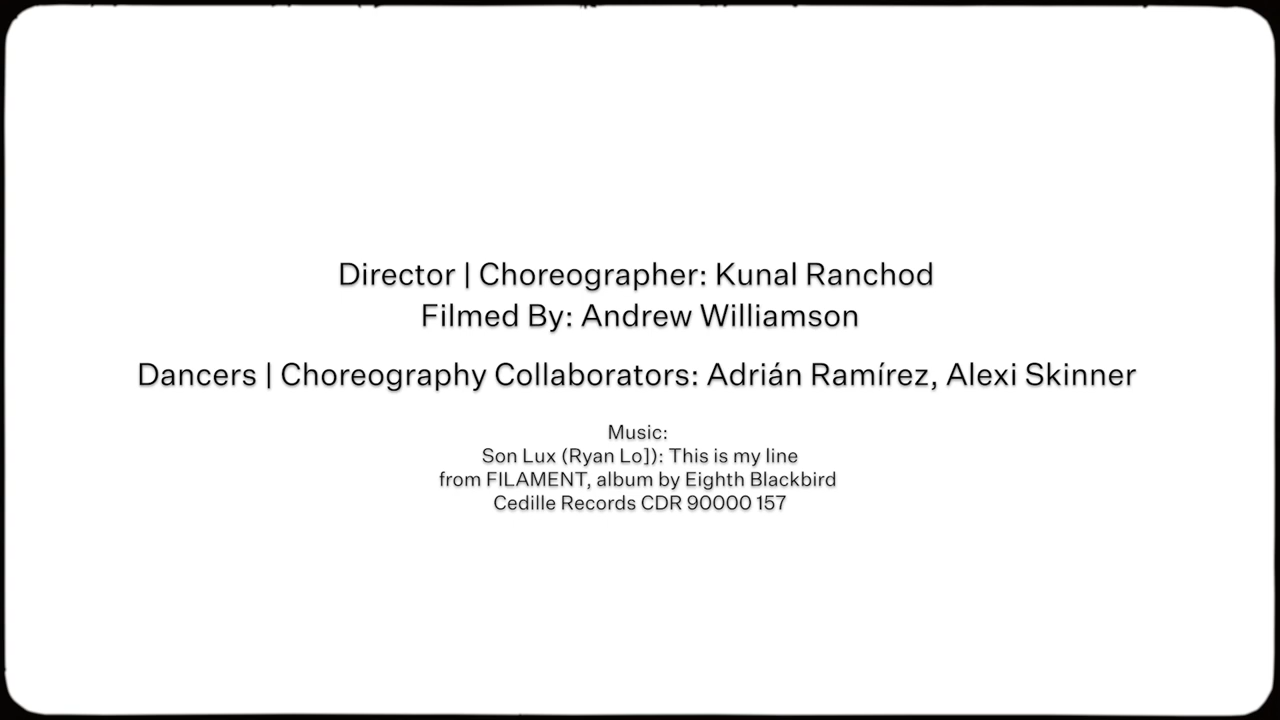 Director | Choreographer: Kunal Ranchod
Filmed By: Andrew Williamson
Dancers | Choreography Collaborators: Adrián Ramírez, Alexi Skinner
Music:
Son Lux (Ryan Lo]): This is my line
from FILAMENT, album by Eighth Blackbird
Cedille Records CDR 90000 157